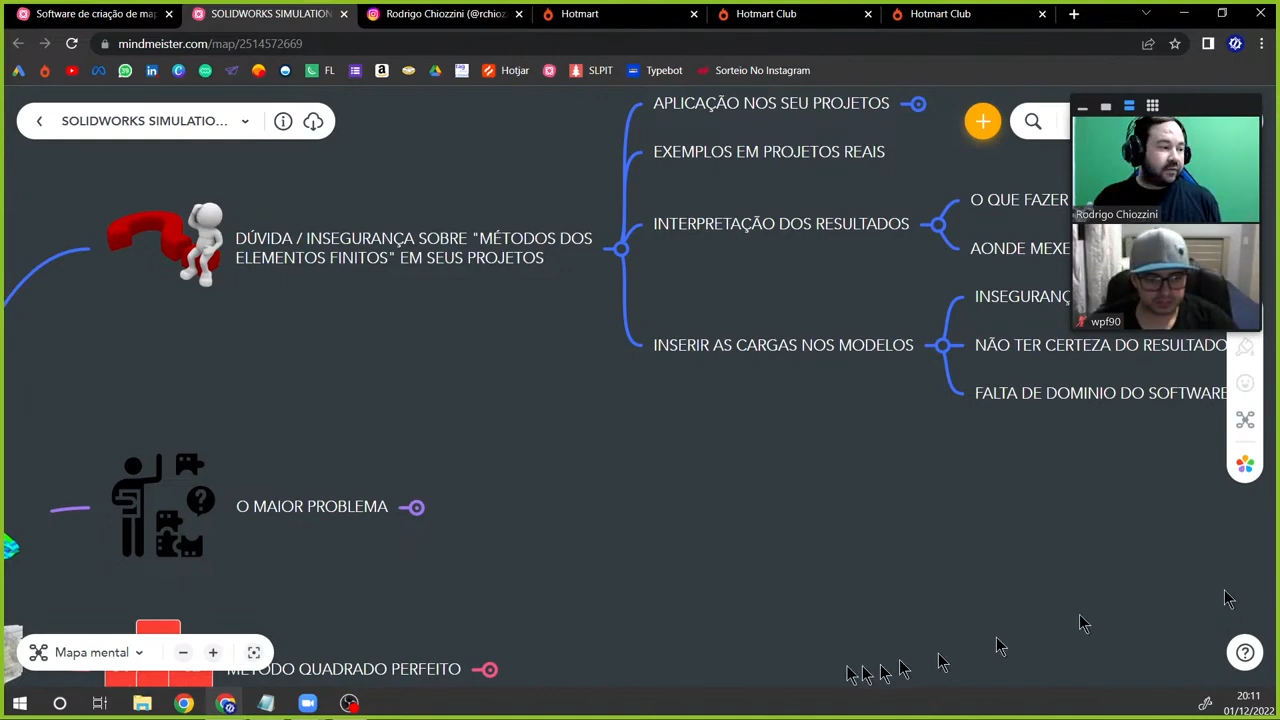 Software de criação de map
SOLIDWORKS SIMULATION
Rodrigo Chiozzini (@rchioz
Hotmart
Hotmart Club
Hotmart Club
mindmeister.com/map/2514572669
FL
Hotjar
SLPIT
Typebot
Sorteio No Instagram
SOLIDWORKS SIMULATIO...
APLICAÇÃO NOS SEU PROJETOS
EXEMPLOS EM PROJETOS REAIS
INTERPRETAÇÃO DOS RESULTADOS
O QUE FAZER
AONDE MEXE
DÚVIDA / INSEGURANÇA SOBRE "MÉTODOS DOS
ELEMENTOS FINITOS" EM SEUS PROJETOS
INSERIR AS CARGAS NOS MODELOS
INSEGURANÇ
NÃO TER CERTEZA DO RESULTADO
FALTA DE DOMINIO DO SOFTWARE
Rodrigo Chiozzini
wpf90
O MAIOR PROBLEMA
MÉTODO QUADRADO PERFEITO
Mapa mental
20:11
01/12/2022